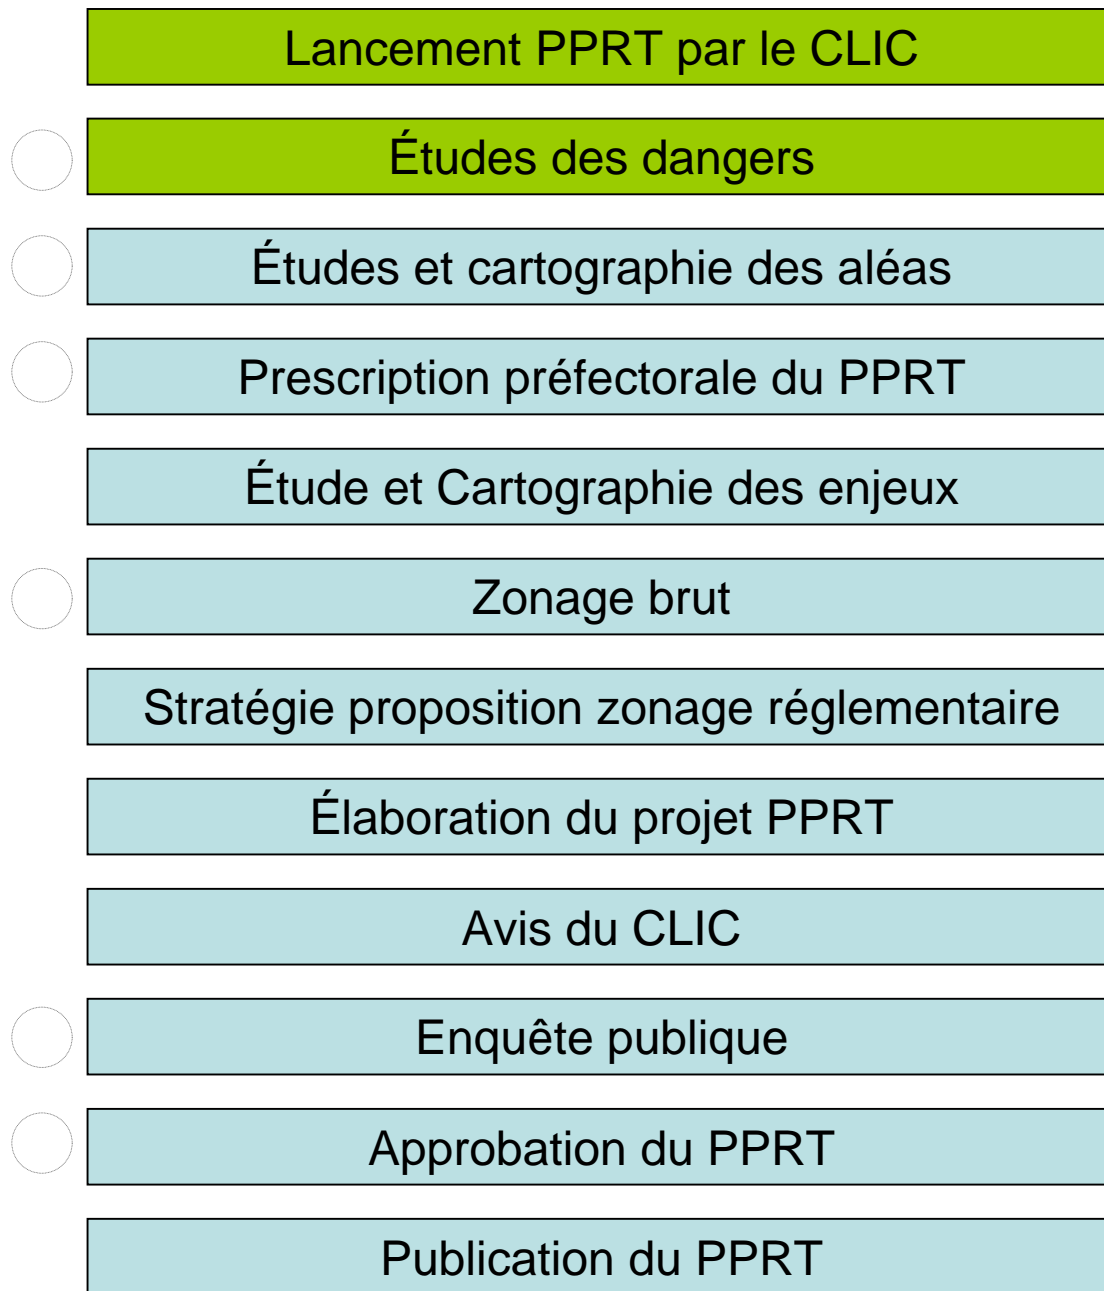 Lancement PPRT par le CLIC
Études des dangers
Études et cartographie des aléas
Prescription préfectorale du PPRT
Étude et Cartographie des enjeux
Zonage brut
Stratégie proposition zonage réglementaire
Élaboration du projet PPRT
Avis du CLIC
Enquête publique
Approbation du PPRT
Publication du PPRT